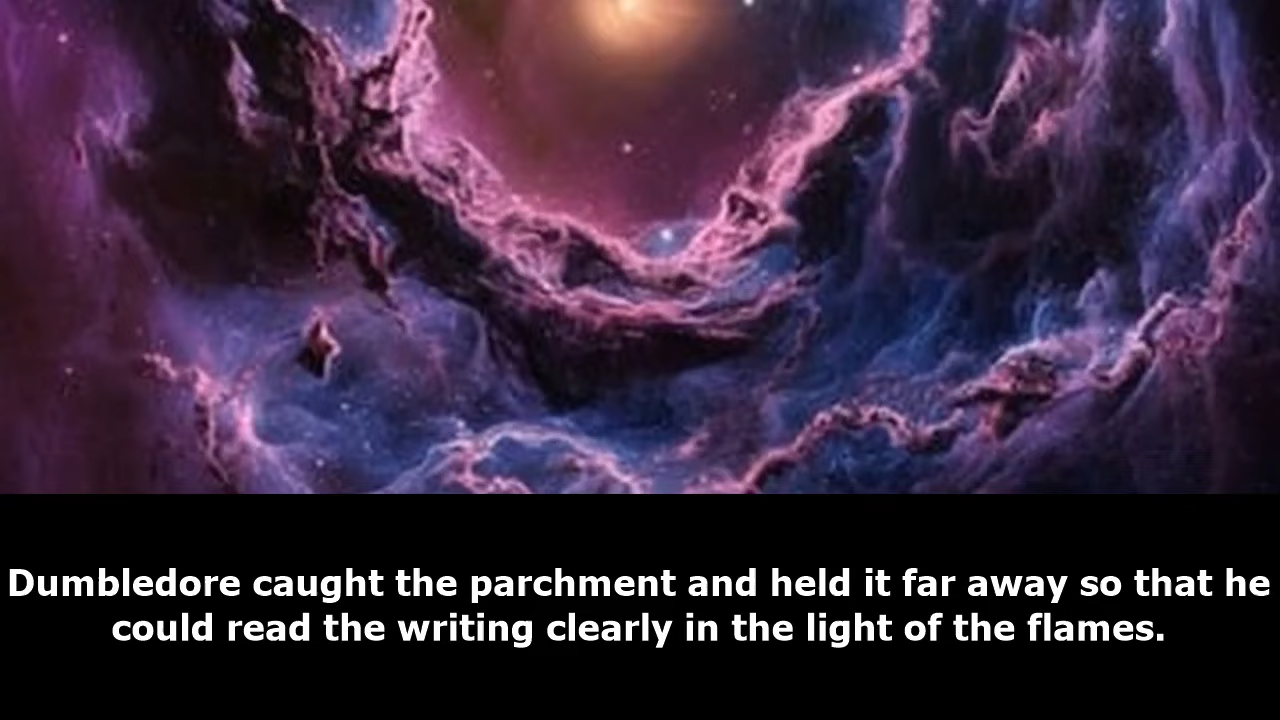 Dumbledore caught the parchment and held it far away so that he
could read the writing clearly in the light of the flames.